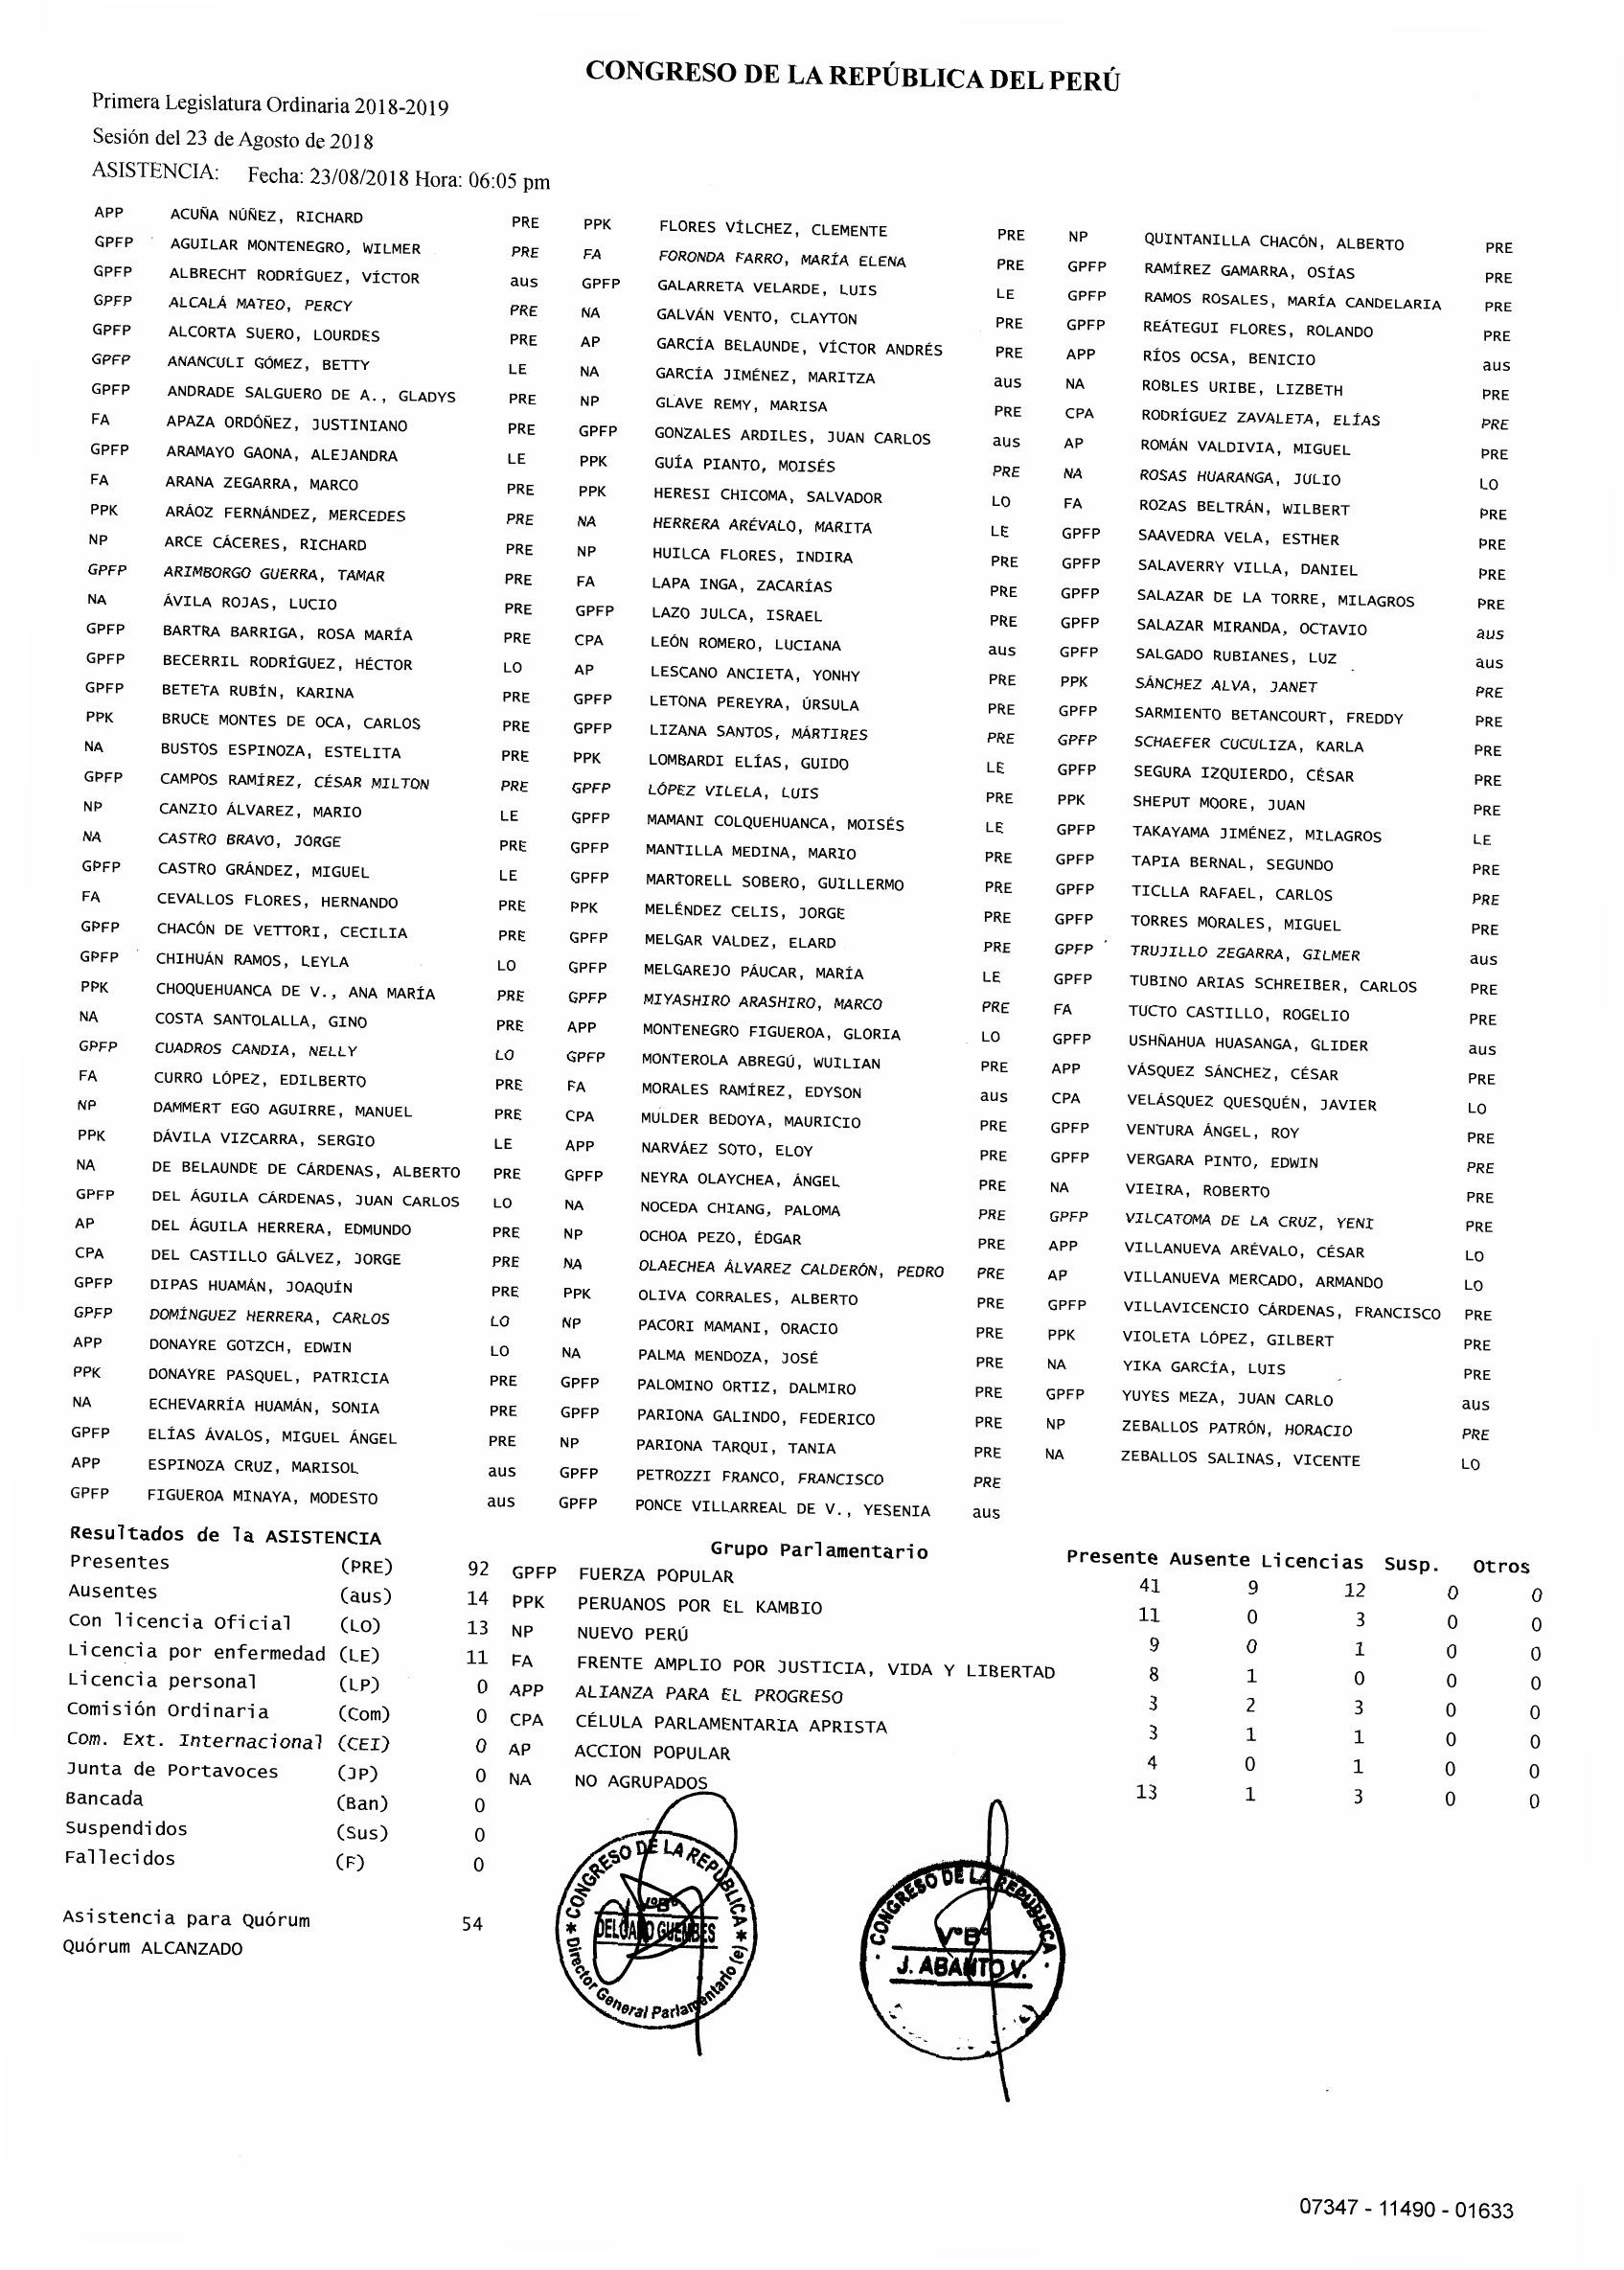 CONGRESO DE LA REPÚBLICA DEL PERÚ
Primera Legislatura Ordinaria 2018-2019
Sesión del 23 de Agosto de 2018
ASISTENCIA: Fecha: 23/08/2018 Hora: 06:05 pm
APP ACUÑA NÚÑEZ, RICHARD PRE PPK FLORES VÍLCHEZ, CLEMENTE PRE NP QUINTANILLA CHACÓN, ALBERTO PRE
GPFP AGUILAR MONTENEGRO, WILMER PRE FA FORONDA FARRO, MARÍA ELENA PRE GPFP RAMÍREZ GAMARRA, OSÍAS PRE
GPFP ALBRECHT RODRÍGUEZ, VÍCTOR aus GPFP GALARRETA VELARDE, LUIS LE GPFP RAMOS ROSALES, MARÍA CANDELARIA PRE
GPFP ALCALÁ MATEO, PERCY PRE NA GALVÁN VENTO, CLAYTON PRE GPFP REÁTEGUI FLORES, ROLANDO PRE
GPFP ALCORTA SUERO, LOURDES PRE AP GARCÍA BELAUNDE, VÍCTOR ANDRÉS PRE APP RÍOS OCSA, BENICIO aus
GPFP ANANCULI GÓMEZ, BETTY LE NA GARCÍA JIMÉNEZ, MARITZA aus NA ROBLES URIBE, LIZBETH PRE
GPFP ANDRADE SALGUERO DE A., GLADYS PRE NP GLAVE REMY, MARISA PRE CPA RODRÍGUEZ ZAVALETA, ELÍAS PRE
FA APAZA ORDÓÑEZ, JUSTINIANO PRE GPFP GONZALES ARDILES, JUAN CARLOS aus AP ROMÁN VALDIVIA, MIGUEL PRE
GPFP ARAMAYO GAONA, ALEJANDRA LE PPK GUÍA PIANTO, MOISÉS PRE NA ROSAS HUARANGA, JULIO LO
FA ARANA ZEGARRA, MARCO PRE PPK HERESI CHICOMA, SALVADOR LO FA ROZAS BELTRÁN, WILBERT PRE
PPK ARÁOZ FERNÁNDEZ, MERCEDES PRE NA HERRERA ARÉVALO, MARITA LE GPFP SAAVEDRA VELA, ESTHER PRE
NP ARCE CÁCERES, RICHARD PRE NP HUILCA FLORES, INDIRA PRE GPFP SALAVERRY VILLA, DANIEL PRE
GPFP ARIMBORGO GUERRA, TAMAR PRE FA LAPA INGA, ZACARÍAS PRE GPFP SALAZAR DE LA TORRE, MILAGROS PRE
NA ÁVILA ROJAS, LUCIO PRE GPFP LAZO JULCA, ISRAEL PRE GPFP SALAZAR MIRANDA, OCTAVIO aus
GPFP BARTRA BARRIGA, ROSA MARÍA PRE CPA LEÓN ROMERO, LUCIANA aus GPFP SALGADO RUBIANES, LUZ aus
GPFP BECERRIL RODRÍGUEZ, HÉCTOR LO AP LESCANO ANCIETA, YONHY PRE PPK SÁNCHEZ ALVA, JANET PRE
GPFP BETETA RUBÍN, KARINA PRE GPFP LETONA PEREYRA, ÚRSULA PRE GPFP SARMIENTO BETANCOURT, FREDDY PRE
PPK BRUCE MONTES DE OCA, CARLOS PRE GPFP LIZANA SANTOS, MÁRTIRES PRE GPFP SCHAEFER CUCULIZA, KARLA PRE
NA BUSTOS ESPINOZA, ESTELITA PRE PPK LOMBARDI ELÍAS, GUIDO LE GPFP SEGURA IZQUIERDO, CÉSAR PRE
GPFP CAMPOS RAMÍREZ, CÉSAR MILTON PRE GPFP LÓPEZ VILELA, LUIS PRE PPK SHEPUT MOORE, JUAN PRE
NP CANZIO ÁLVAREZ, MARIO LE GPFP MAMANI COLQUEHUANCA, MOISÉS LE GPFP TAKAYAMA JIMÉNEZ, MILAGROS LE
NA CASTRO BRAVO, JORGE PRE GPFP MANTILLA MEDINA, MARIO PRE GPFP TAPIA BERNAL, SEGUNDO PRE
GPFP CASTRO GRÁNDEZ, MIGUEL LE GPFP MARTORELL SOBERO, GUILLERMO PRE GPFP TICLLA RAFAEL, CARLOS PRE
FA CEVALLOS FLORES, HERNANDO PRE PPK MELÉNDEZ CELIS, JORGE PRE GPFP TORRES MORALES, MIGUEL PRE
GPFP CHACÓN DE VETTORI, CECILIA PRE GPFP MELGAR VALDEZ, ELARD PRE GPFP TRUJILLO ZEGARRA, GILMER aus
GPFP CHIHUÁN RAMOS, LEYLA LO GPFP MELGAREJO PÁUCAR, MARÍA LE GPFP TUBINO ARIAS SCHREIBER, CARLOS PRE
PPK CHOQUEHUANCA DE V., ANA MARÍA PRE GPFP MIYASHIRO ARASHIRO, MARCO PRE FA TUCTO CASTILLO, ROGELIO PRE
NA COSTA SANTOLALLA, GINO PRE APP MONTENEGRO FIGUEROA, GLORIA LO GPFP USHÑAHUA HUASANGA, GLIDER aus
GPFP CUADROS CANDIA, NELLY LO GPFP MONTEROLA ABREGÚ, WUILIAN PRE APP VÁSQUEZ SÁNCHEZ, CÉSAR PRE
FA CURRO LÓPEZ, EDILBERTO PRE FA MORALES RAMÍREZ, EDYSON aus CPA VELÁSQUEZ QUESQUÉN, JAVIER LO
NP DAMMERT EGO AGUIRRE, MANUEL PRE CPA MULDER BEDOYA, MAURICIO PRE GPFP VENTURA ÁNGEL, ROY PRE
PPK DÁVILA VIZCARRA, SERGIO LE APP NARVÁEZ SOTO, ELOY PRE GPFP VERGARA PINTO, EDWIN PRE
NA DE BELAUNDE DE CÁRDENAS, ALBERTO PRE GPFP NEYRA OLAYCHEA, ÁNGEL PRE NA VIEIRA, ROBERTO PRE
GPFP DEL ÁGUILA CÁRDENAS, JUAN CARLOS LO NA NOCEDA CHIANG, PALOMA PRE GPFP VILCATOMA DE LA CRUZ, YENI PRE
AP DEL ÁGUILA HERRERA, EDMUNDO PRE NP OCHOA PEZO, ÉDGAR PRE APP VILLANUEVA ARÉVALO, CÉSAR LO
CPA DEL CASTILLO GÁLVEZ, JORGE PRE NA OLAECHEA ÁLVAREZ CALDERÓN, PEDRO PRE AP VILLANUEVA MERCADO, ARMANDO LO
GPFP DIPAS HUAMÁN, JOAQUÍN PRE PPK OLIVA CORRALES, ALBERTO PRE GPFP VILLAVICENCIO CÁRDENAS, FRANCISCO PRE
GPFP DOMÍNGUEZ HERRERA, CARLOS LO NP PACORI MAMANI, ORACIO PRE PPK VIOLETA LÓPEZ, GILBERT PRE
APP DONAYRE GOTZCH, EDWIN LO NA PALMA MENDOZA, JOSÉ PRE NA YIKA GARCÍA, LUIS PRE
PPK DONAYRE PASQUEL, PATRICIA PRE GPFP PALOMINO ORTIZ, DALMIRO PRE GPFP YUYES MEZA, JUAN CARLO aus
NA ECHEVARRÍA HUAMÁN, SONIA PRE GPFP PARIONA GALINDO, FEDERICO PRE NP ZEBALLOS PATRÓN, HORACIO PRE
GPFP ELÍAS ÁVALOS, MIGUEL ÁNGEL PRE NP PARIONA TARQUI, TANIA PRE NA ZEBALLOS SALINAS, VICENTE LO
APP ESPINOZA CRUZ, MARISOL aus GPFP PETROZZI FRANCO, FRANCISCO PRE
GPFP FIGUEROA MINAYA, MODESTO aus GPFP PONCE VILLARREAL DE V., YESENIA aus
Resultados de la ASISTENCIA Grupo Parlamentario Presente Ausente Licencias Susp. Otros
Presentes (PRE) 92 GPFP FUERZA POPULAR 41 9 12 0 0
Ausentes (aus) 14 PPK PERUANOS POR EL KAMBIO 11 0 3 0 0
Con licencia Oficial (LO) 13 NP NUEVO PERÚ 9 0 1 0 0
Licencia por enfermedad (LE) 11 FA FRENTE AMPLIO POR JUSTICIA, VIDA Y LIBERTAD 8 1 0 0 0
Licencia personal (LP) 0 APP ALIANZA PARA EL PROGRESO 3 2 3 0 0
Comisión Ordinaria (Com) 0 CPA CÉLULA PARLAMENTARIA APRISTA 3 1 1 0 0
Com. Ext. Internacional (CEI) 0 AP ACCION POPULAR 4 0 1 0 0
Junta de Portavoces (JP) 0 NA NO AGRUPADOS 13 1 3 0 0
Bancada (Ban) 0
Suspendidos (Sus) 0
Fallecidos (F) 0
Asistencia para Quórum 54
Quórum ALCANZADO
CONGRESO DE LA REPÚBLICA
V°B°
DELGADO GUEMBES
Director General Parlamentario (e)
CONGRESO DE LA REPÚBLICA
V°B°
J. ABANTO V.
07347 - 11490 - 01633